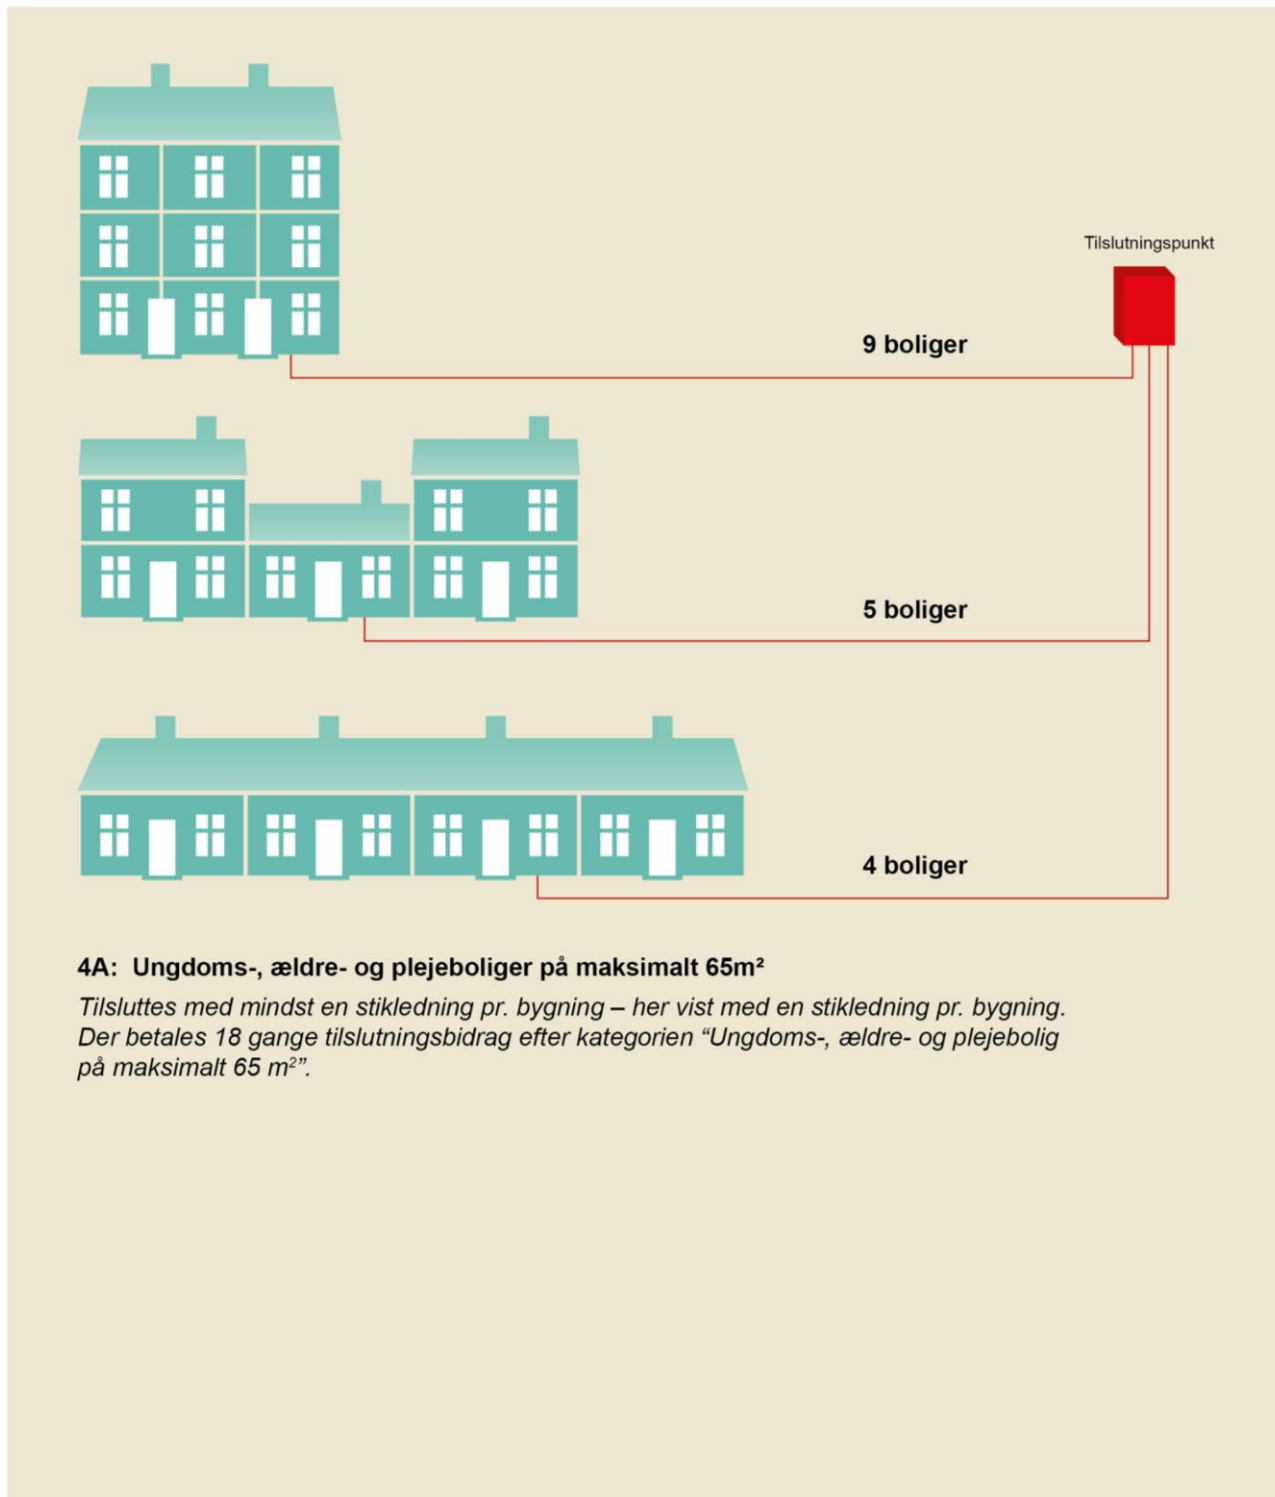 Tilslutningspunkt
9 boliger
5 boliger
4 boliger
4A: Ungdoms-, ældre- og plejeboliger på maksimalt 65m²
Tilsluttes med mindst en stikledning pr. bygning – her vist med en stikledning pr. bygning.
Der betales 18 gange tilslutningsbidrag efter kategorien “Ungdoms-, ældre- og plejebolig
på maksimalt 65 m²”.